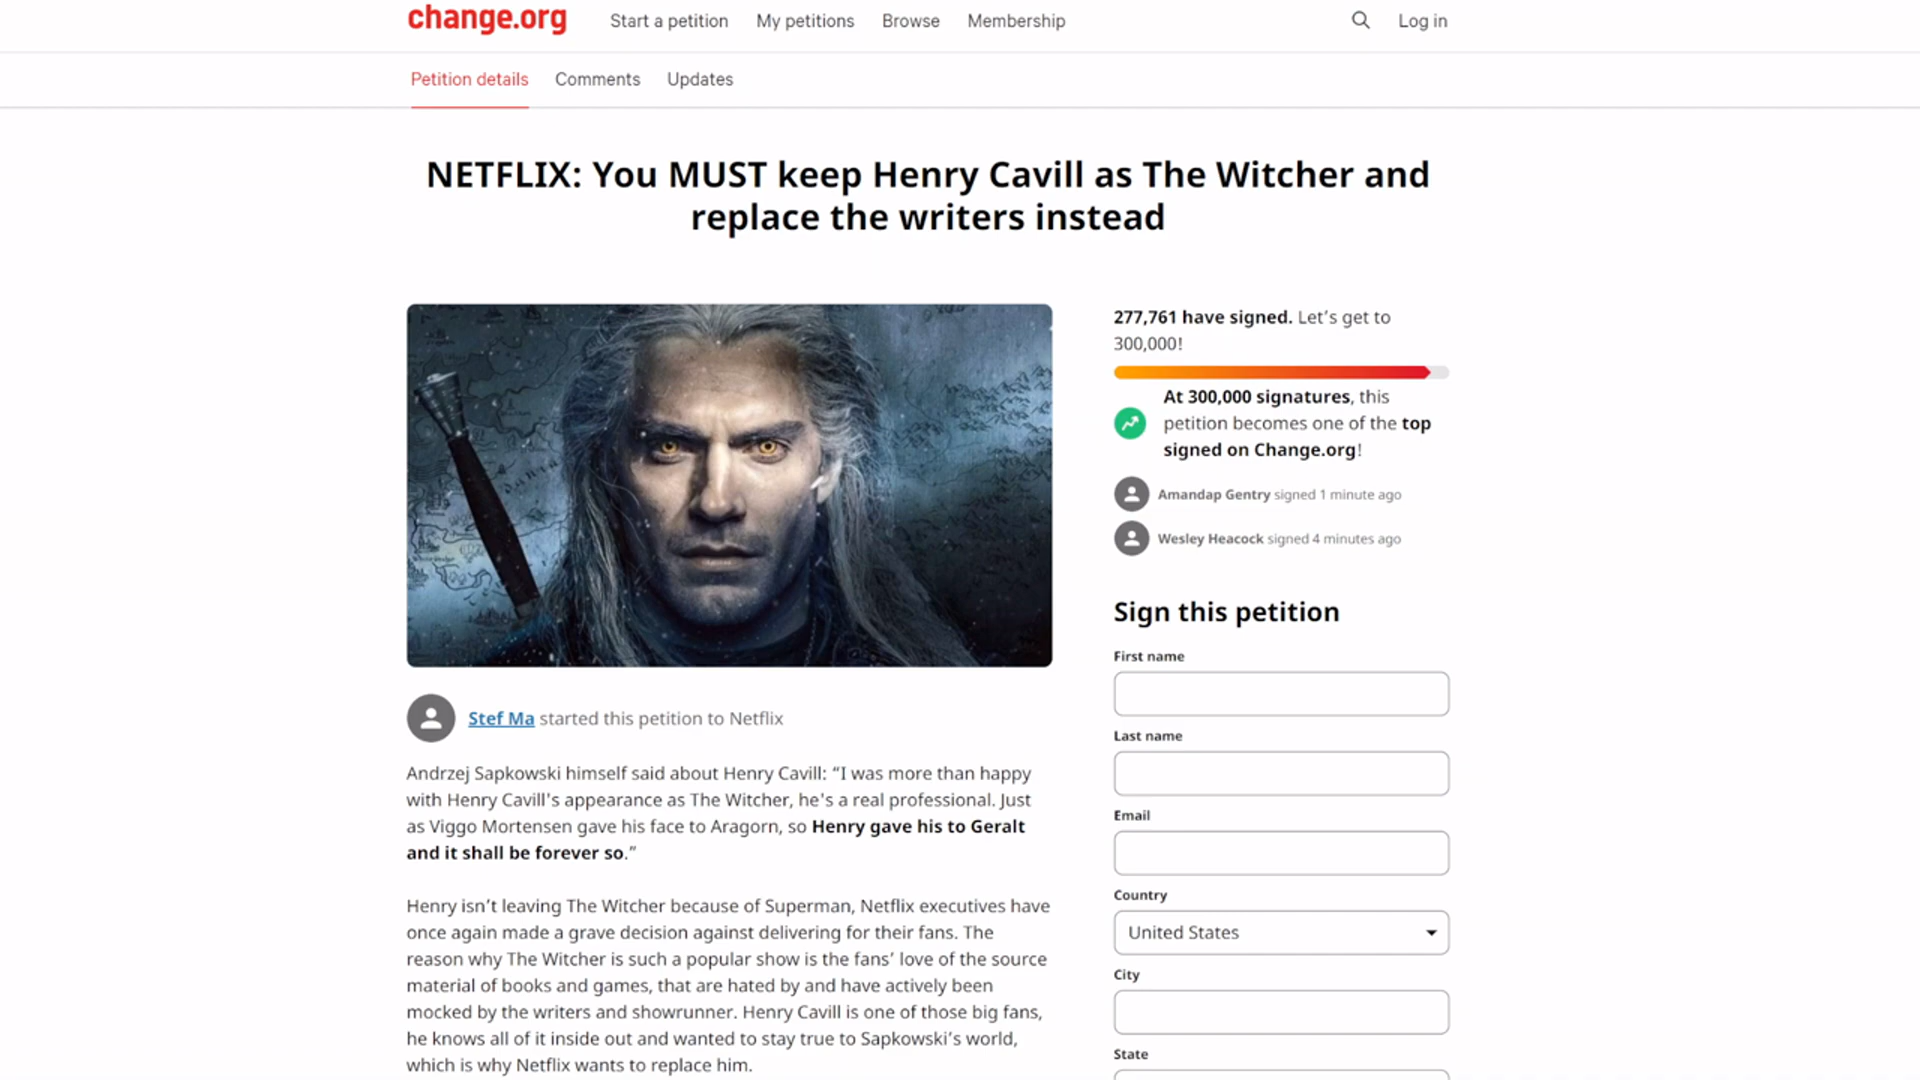 change.org
Start a petition
My petitions
Browse
Membership
Log in
Petition details
Comments
Updates
NETFLIX: You MUST keep Henry Cavill as The Witcher and
replace the writers instead
277,761 have signed. Let’s get to
300,000!
At 300,000 signatures, this
petition becomes one of the top
signed on Change.org!
Amandap Gentry signed 1 minute ago
Wesley Heacock signed 4 minutes ago
Sign this petition
First name
Last name
Email
Country
United States
City
State
Stef Ma started this petition to Netflix
Andrzej Sapkowski himself said about Henry Cavill: “I was more than happy
with Henry Cavill's appearance as The Witcher, he's a real professional. Just
as Viggo Mortensen gave his face to Aragorn, so Henry gave his to Geralt
and it shall be forever so.”
Henry isn’t leaving The Witcher because of Superman, Netflix executives have
once again made a grave decision against delivering for their fans. The
reason why The Witcher is such a popular show is the fans’ love of the source
material of books and games, that are hated by and have actively been
mocked by the writers and showrunner. Henry Cavill is one of those big fans,
he knows all of it inside out and wanted to stay true to Sapkowski’s world,
which is why Netflix wants to replace him.